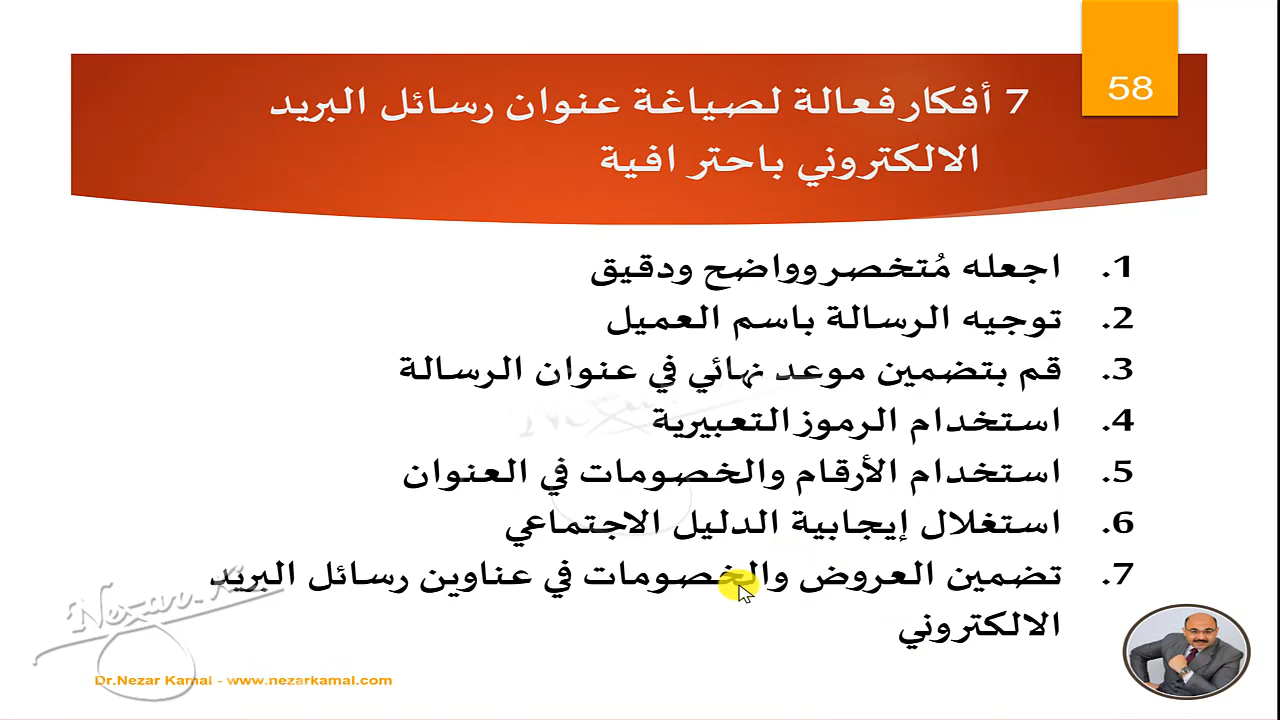 58
7 أفكار فعالة لصياغة عنوان رسائل البريد
الالكتروني باحترافية
1. اجعله مُتخصر وواضح ودقيق
2. توجيه الرسالة باسم العميل
3. قم بتضمين موعد نهائي في عنوان الرسالة
4. استخدام الرموز التعبيرية
5. استخدام الأرقام والخصومات في العنوان
6. استغلال إيجابية الدليل الاجتماعي
7. تضمين العروض والخصومات في عناوين رسائل البريد
الالكتروني
Nezar.K
Dr.Nezar Kamal - www.nezarkamal.com